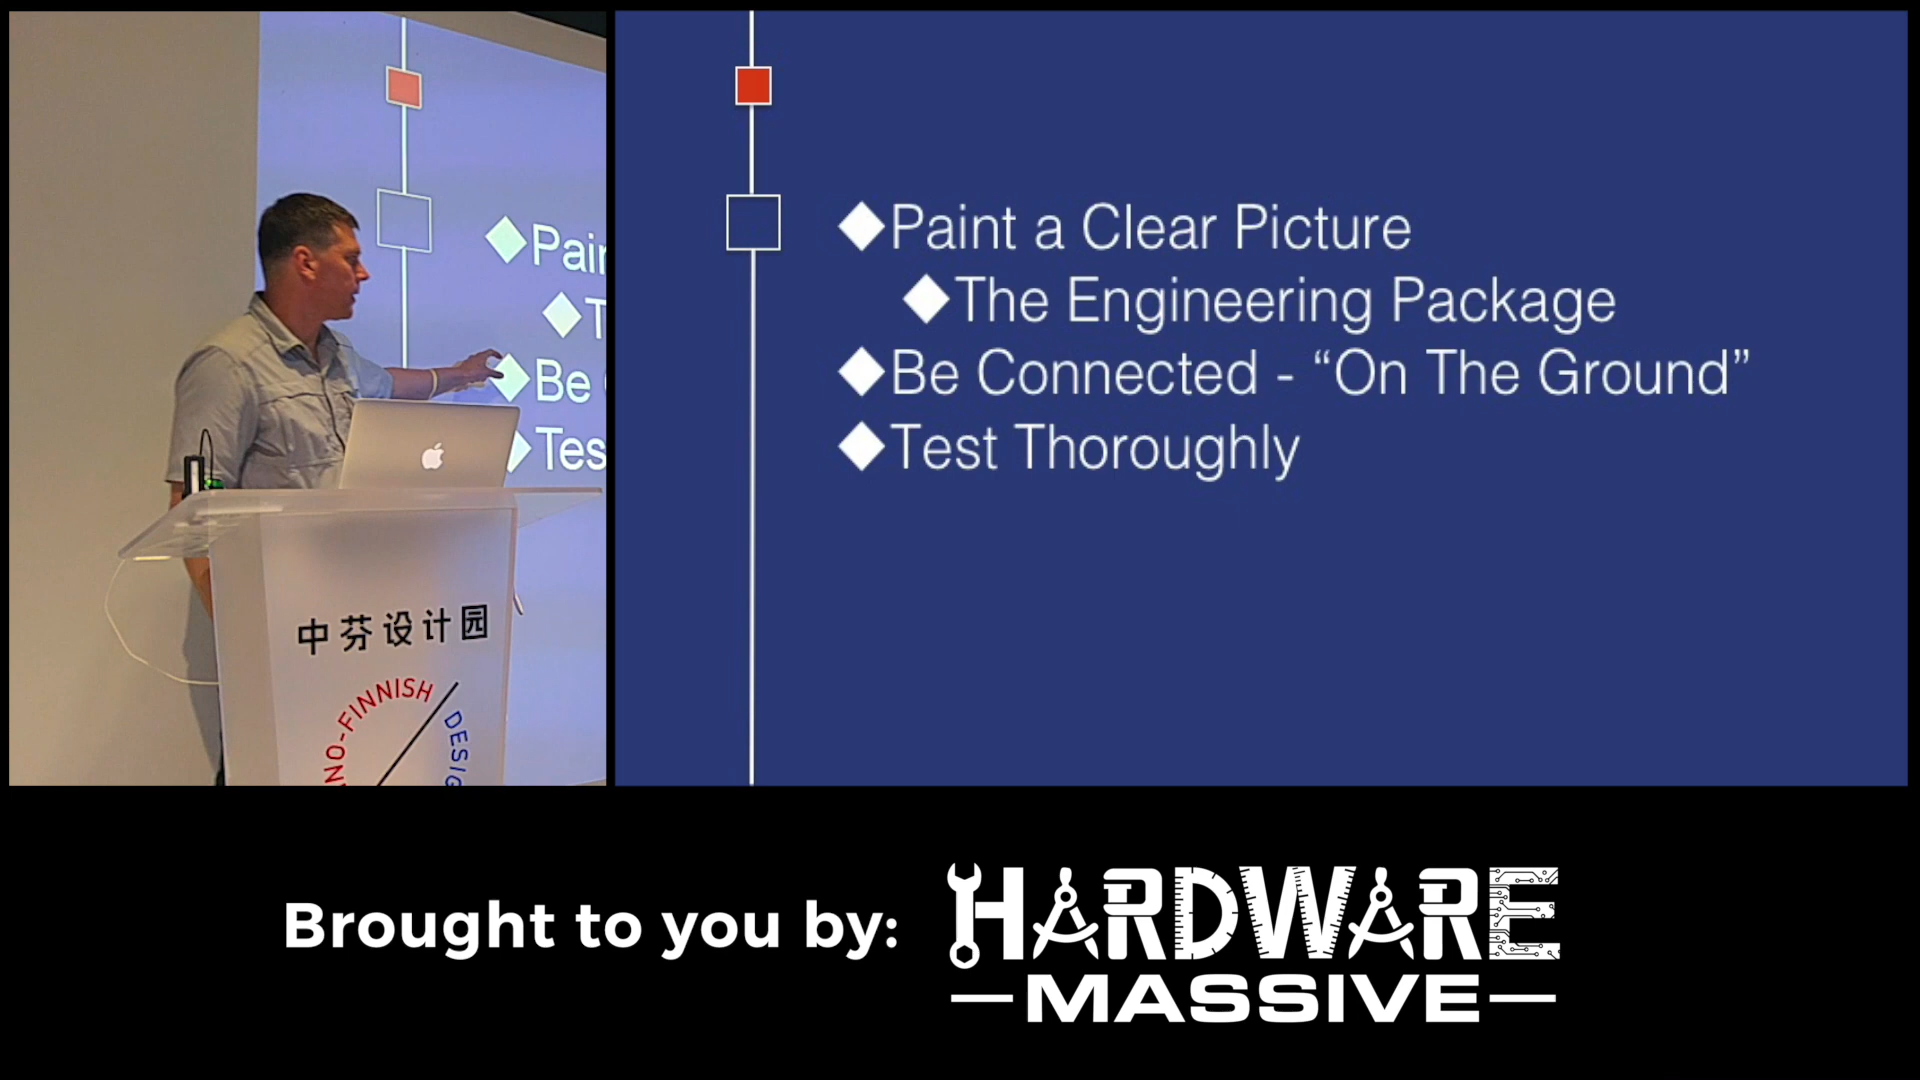 Pair
T
Be
Tes
中芬设计园
NO-FINNISH
DESIG
◆Paint a Clear Picture
◆The Engineering Package
◆Be Connected - “On The Ground”
◆Test Thoroughly
Brought to you by:
HARDWARE
MASSIVE